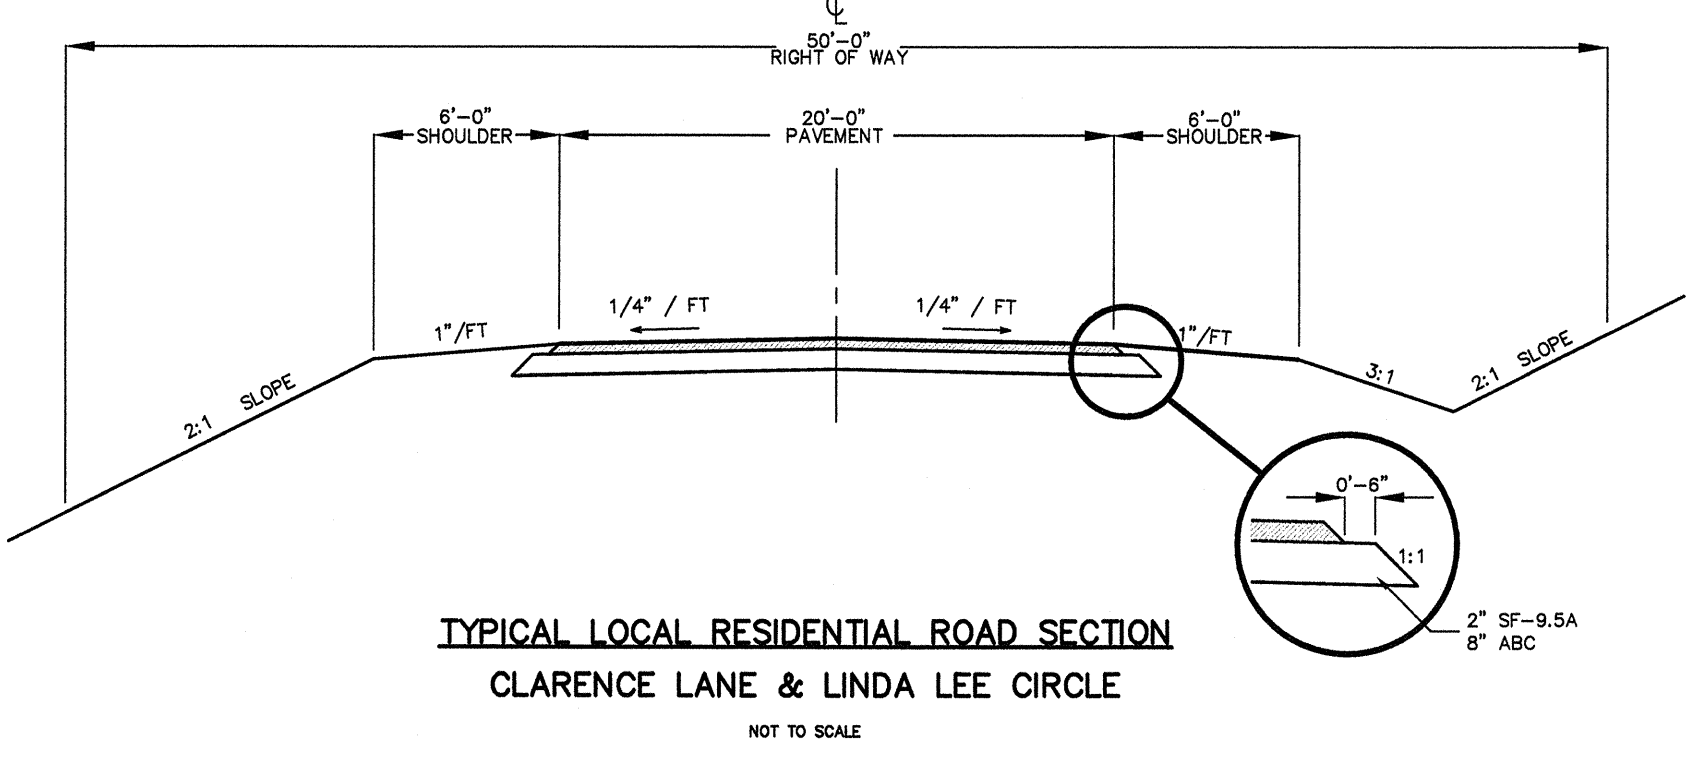 ℄
50'-0"
RIGHT OF WAY
6'-0"
SHOULDER
20'-0"
PAVEMENT
6'-0"
SHOULDER
1/4" / FT
1/4" / FT
1"/FT
1"/FT
2:1 SLOPE
3:1
2:1 SLOPE
0'-6"
1:1
2" SF-9.5A
8" ABC
TYPICAL LOCAL RESIDENTIAL ROAD SECTION
CLARENCE LANE & LINDA LEE CIRCLE
NOT TO SCALE